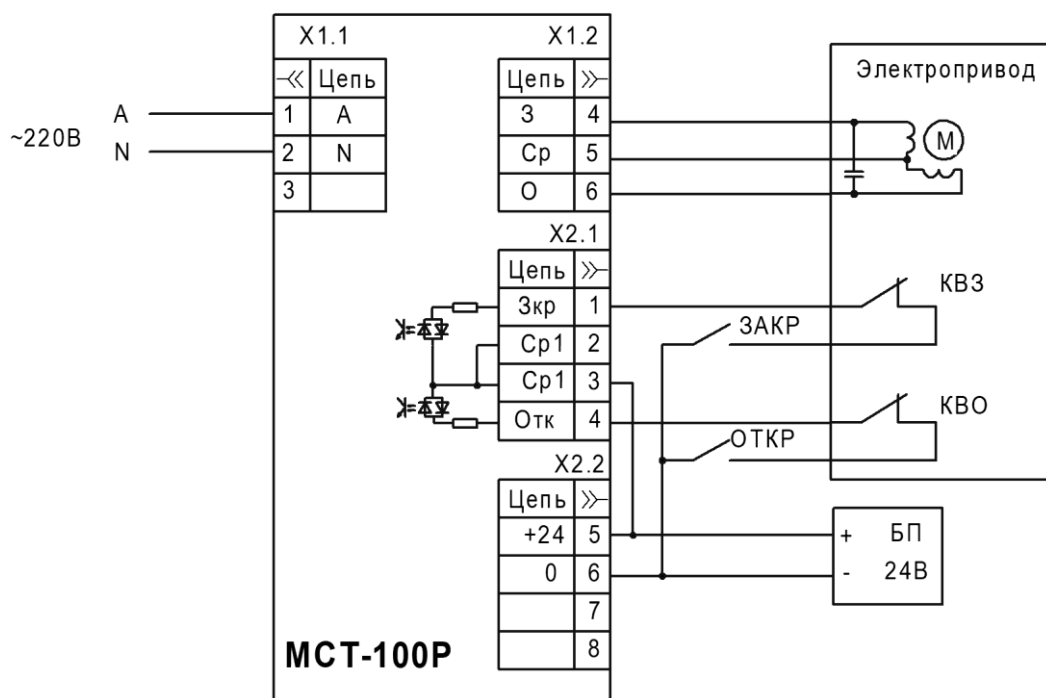 X1.1
Цепь
1 A
2 N
3
~220В
A
N
X1.2
Цепь
З 4
Ср 5
О 6
X2.1
Цепь
Зкр 1
Ср1 2
Ср1 3
Отк 4
X2.2
Цепь
+24 5
0 6
7
8
МСТ-100Р
Электропривод
М
КВЗ
ЗАКР
КВО
ОТКР
+ БП
- 24В